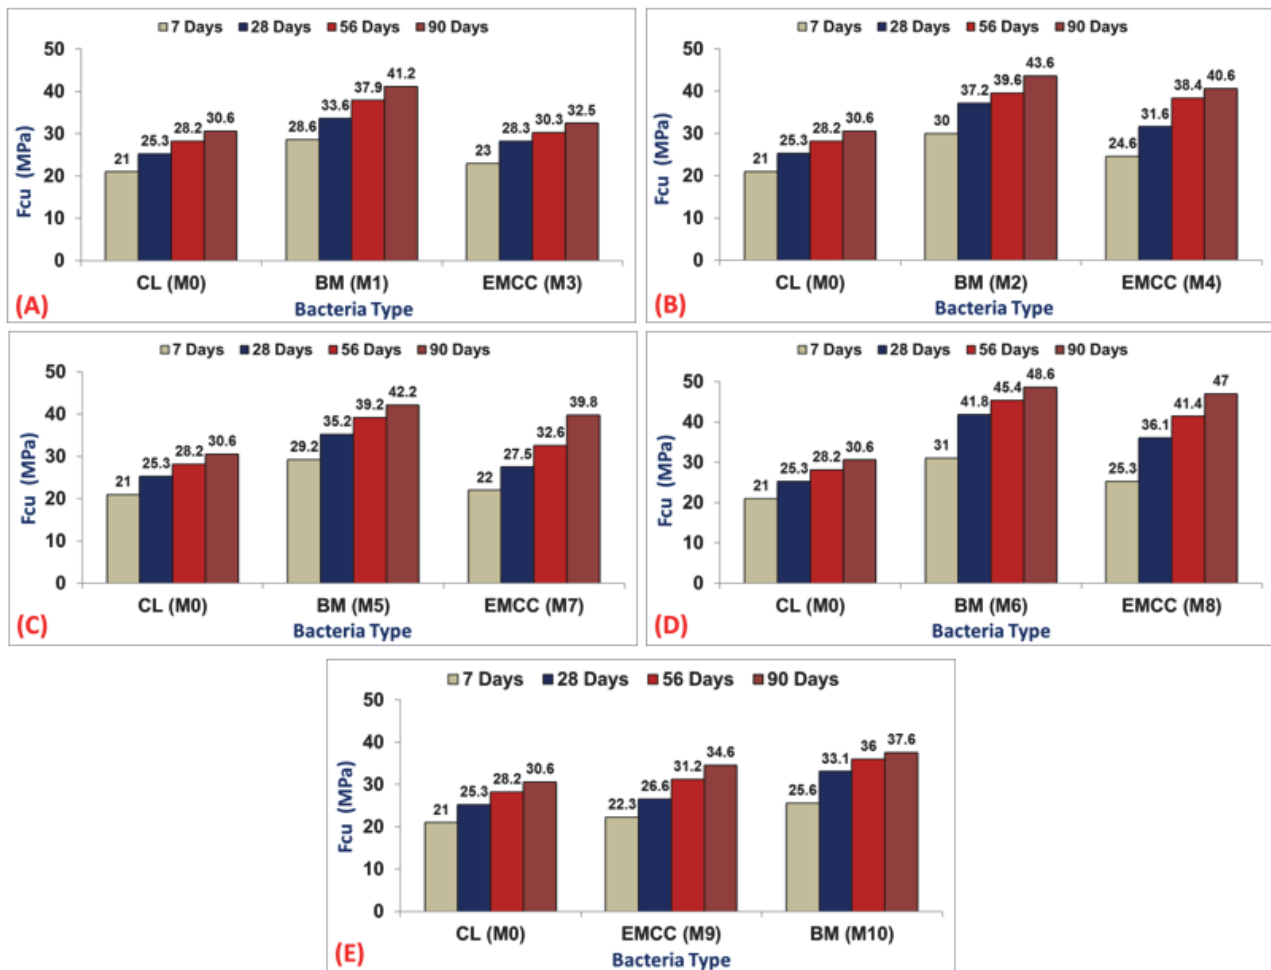 7 Days 28 Days 56 Days 90 Days
50
40
30
20
10
0
Fcu (MPa)
21 25.3 28.2 30.6
28.6 33.6 37.9 41.2
23 28.3 30.3 32.5
CL (M0) BM (M1) EMCC (M3)
Bacteria Type
(A)
7 Days 28 Days 56 Days 90 Days
50
40
30
20
10
0
Fcu (MPa)
21 25.3 28.2 30.6
30 37.2 39.6 43.6
24.6 31.6 38.4 40.6
CL (M0) BM (M2) EMCC (M4)
Bacteria Type
(B)
7 Days 28 Days 56 Days 90 Days
50
40
30
20
10
0
Fcu (MPa)
21 25.3 28.2 30.6
29.2 35.2 39.2 42.2
22 27.5 32.6 39.8
CL (M0) BM (M5) EMCC (M7)
Bacteria Type
(C)
7 Days 28 Days 56 Days 90 Days
50
40
30
20
10
0
Fcu (MPa)
21 25.3 28.2 30.6
31 41.8 45.4 48.6
25.3 36.1 41.4 47
CL (M0) BM (M6) EMCC (M8)
Bacteria Type
(D)
7 Days 28 Days 56 Days 90 Days
50
40
30
20
10
0
Fcu (MPa)
21 25.3 28.2 30.6
22.3 26.6 31.2 34.6
25.6 33.1 36 37.6
CL (M0) EMCC (M9) BM (M10)
Bacteria Type
(E)